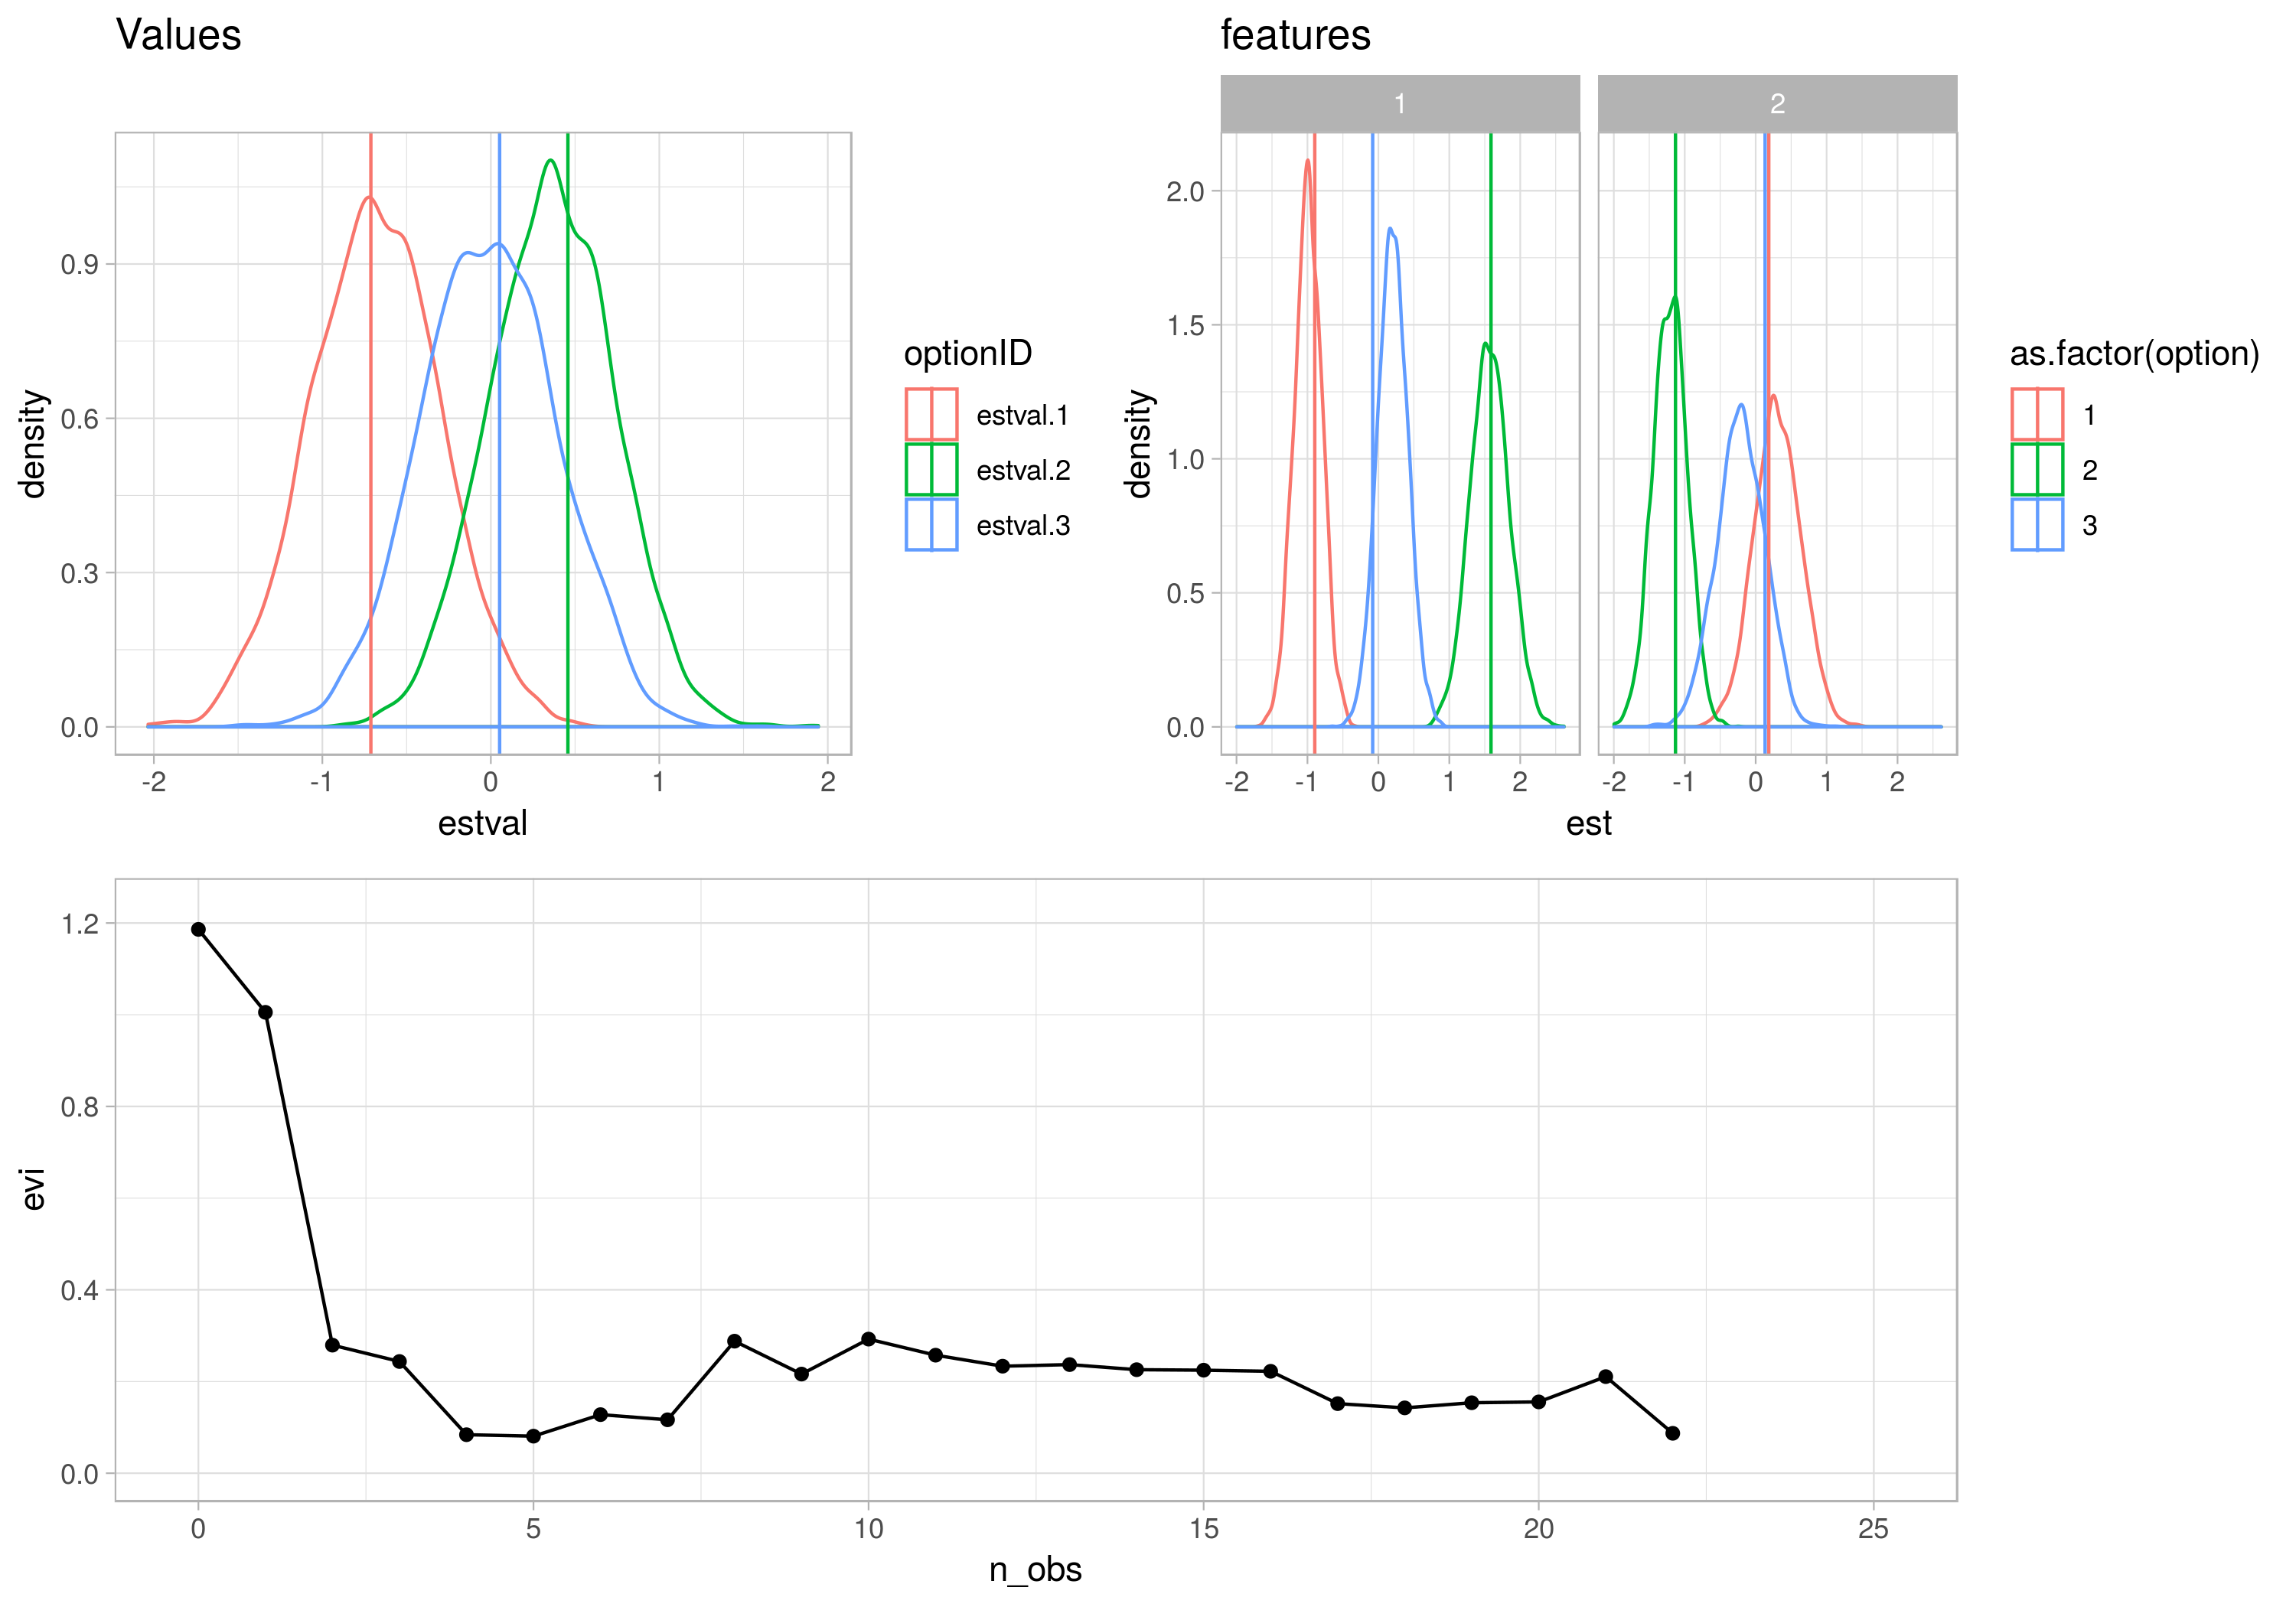 Values
density
0.9
0.6
0.3
0.0
-2 -1 0 1 2
estval
optionID
estval.1
estval.2
estval.3
features
1 2
density
2.0
1.5
1.0
0.5
0.0
-2 -1 0 1 2 -2 -1 0 1 2
est
as.factor(option)
1
2
3
evi
1.2
0.8
0.4
0.0
0 5 10 15 20 25
n_obs